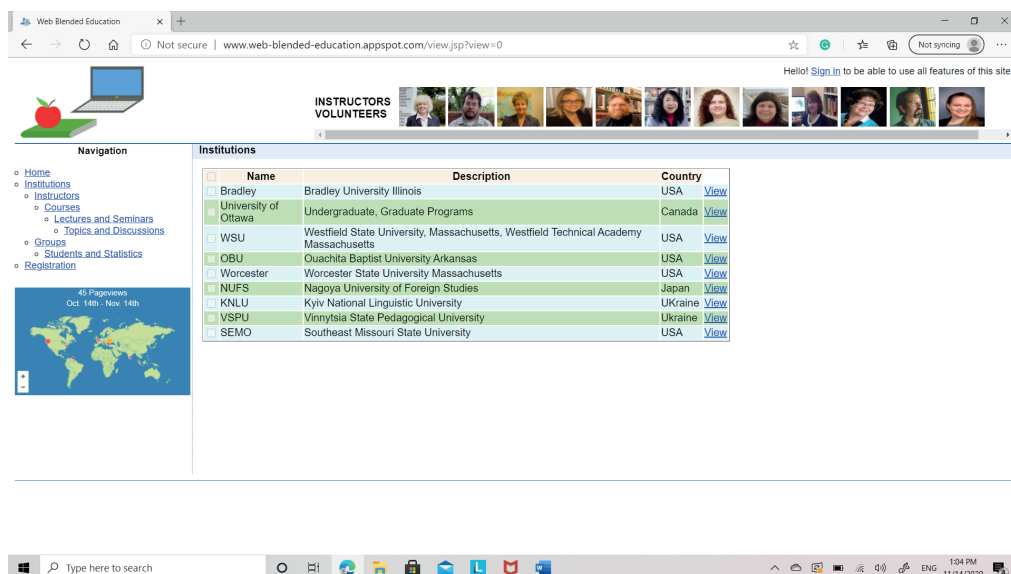 Web Blended Education
Not secure | www.web-blended-education.appspot.com/view.jsp?view=0
Not syncing
Hello! Sign in to be able to use all features of this site
INSTRUCTORS
VOLUNTEERS
Navigation
Home
Institutions
Instructors
Courses
Lectures and Seminars
Topics and Discussions
Groups
Students and Statistics
Registration
45 Pageviews
Oct. 14th - Nov. 14th
+
-
Institutions
Name Description Country
Bradley Bradley University Illinois USA View
University of Ottawa Undergraduate, Graduate Programs Canada View
WSU Westfield State University, Massachusetts, Westfield Technical Academy
Massachusetts USA View
OBU Ouachita Baptist University Arkansas USA View
Worcester Worcester State University Massachusetts USA View
NUFS Nagoya University of Foreign Studies Japan View
KNLU Kyiv National Linguistic University UKraine View
VSPU Vinnytsia State Pedagogical University Ukraine View
SEMO Southeast Missouri State University USA View
Type here to search
ENG
1:04 PM
11/14/2020